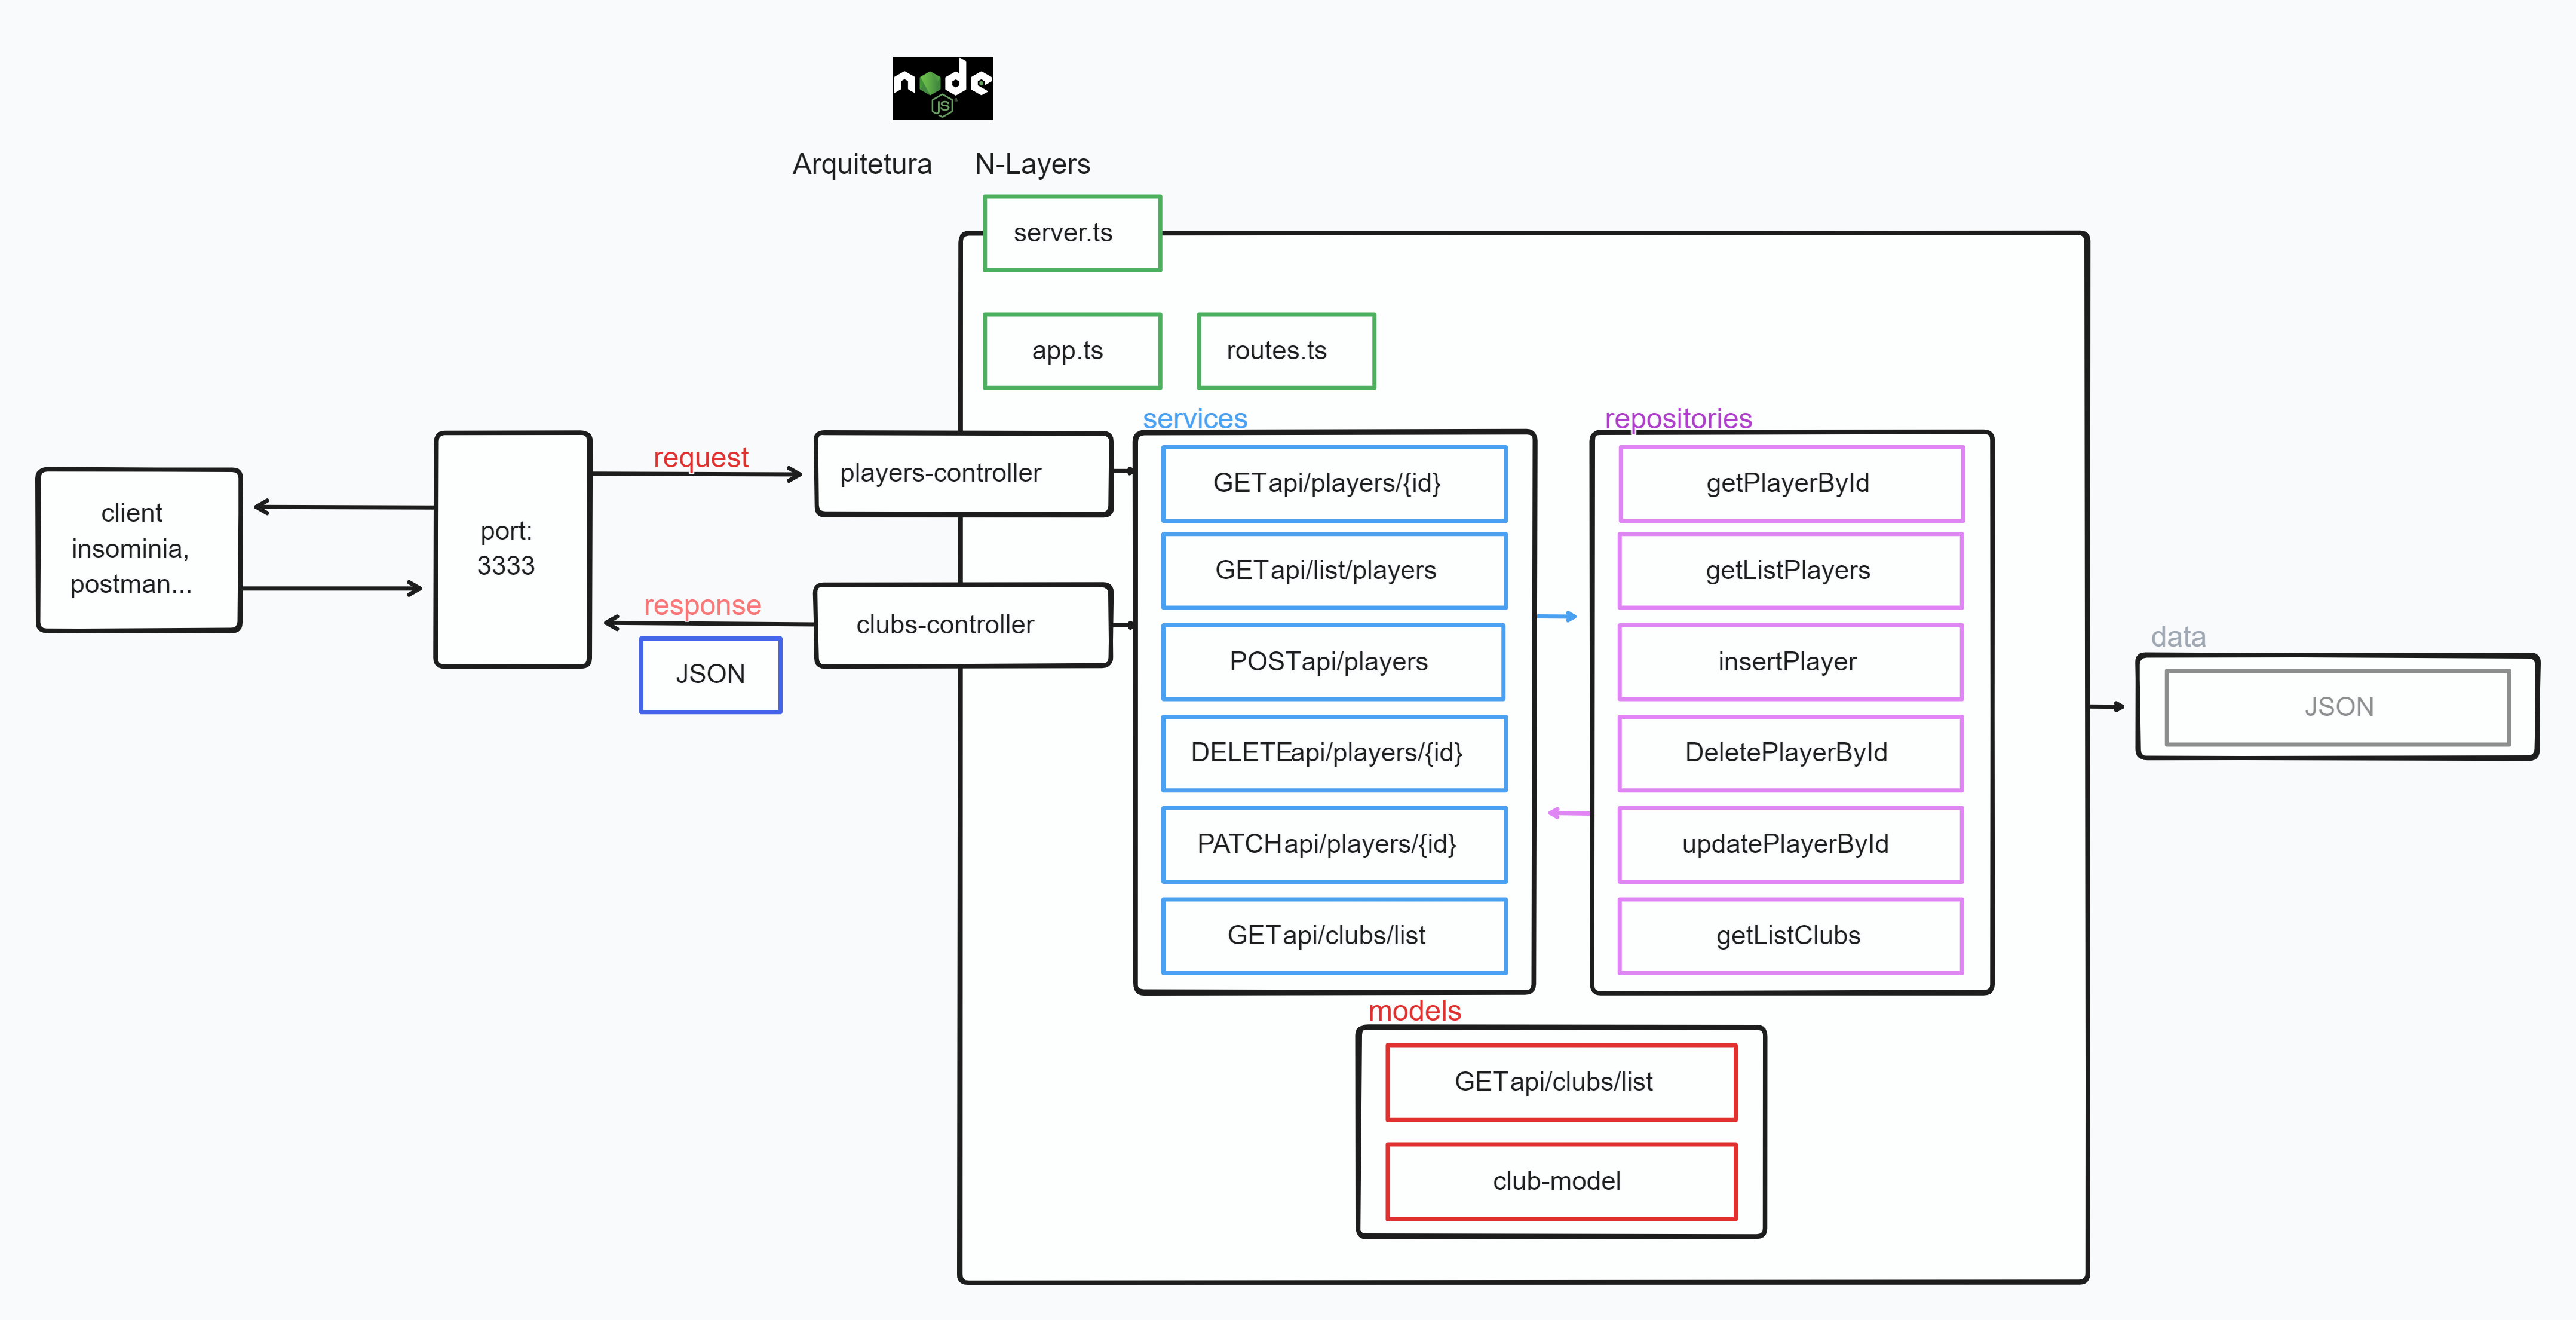 node
JS
Arquitetura N-Layers
server.ts
app.ts
routes.ts
client
insominia,
postman...
port:
3333
request
response
JSON
players-controller
clubs-controller
services
GETapi/players/{id}
GETapi/list/players
POSTapi/players
DELETEapi/players/{id}
PATCHapi/players/{id}
GETapi/clubs/list
repositories
getPlayerById
getListPlayers
insertPlayer
DeletePlayerById
updatePlayerById
getListClubs
models
GETapi/clubs/list
club-model
data
JSON